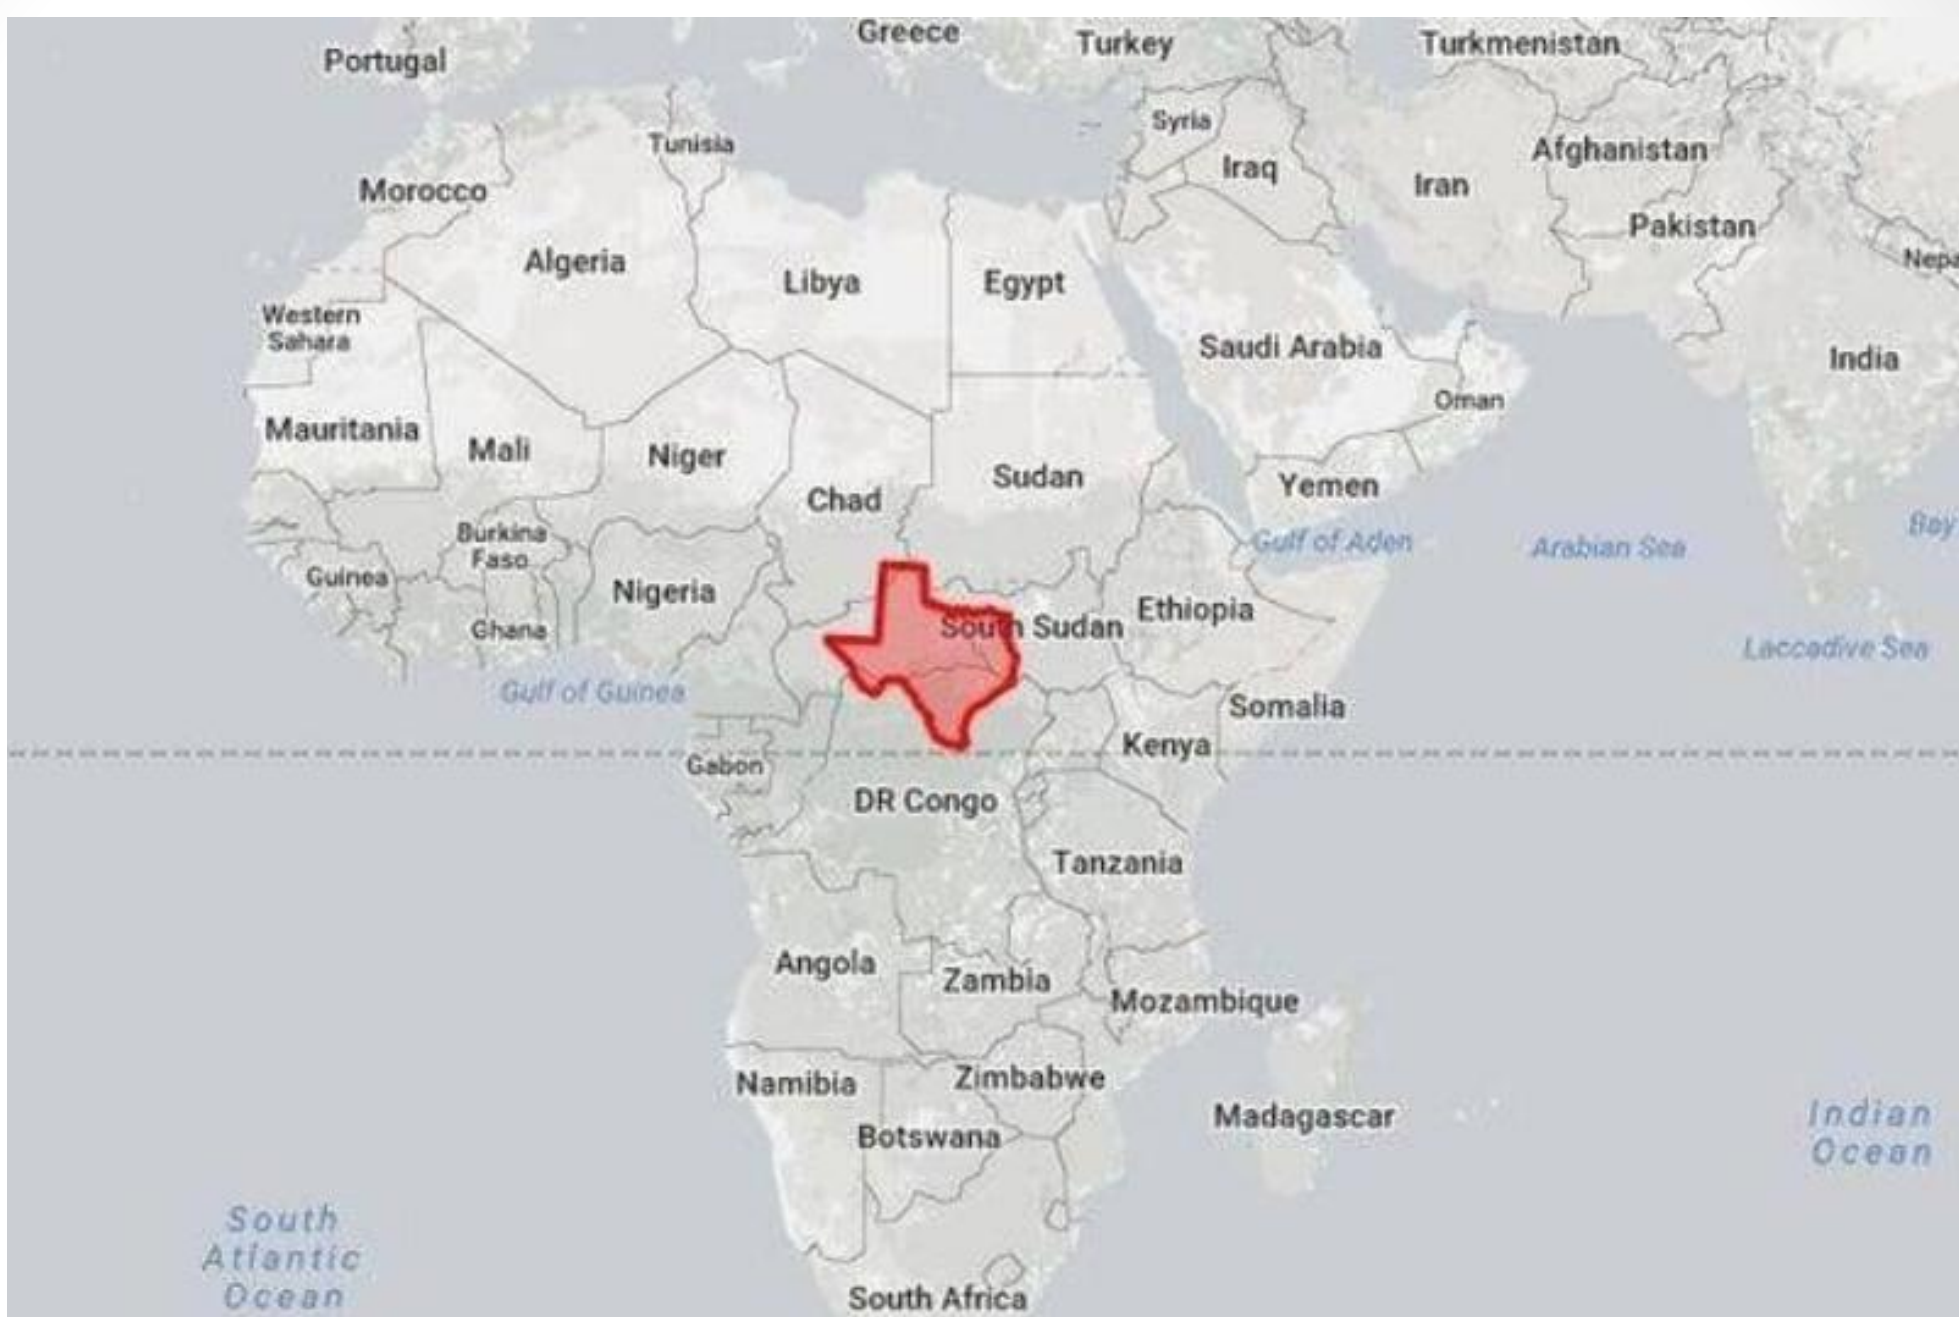 Greece
Portugal
Turkey
Turkmenistan
Syria
Tunisia
Afghanistan
Iraq
Iran
Morocco
Pakistan
Nepa
Algeria
Libya
Egypt
Western
Sahara
Saudi Arabia
India
Oman
Mauritania
Mali
Niger
Sudan
Yemen
Chad
Bay
Burkina
Faso
Gulf of Aden
Arabian Sea
Guinea
Nigeria
Ethiopia
Ghana
South Sudan
Laccadive Sea
Gulf of Guinea
Somalia
Kenya
Gabon
DR Congo
Tanzania
Angola
Zambia
Mozambique
Namibia
Zimbabwe
Madagascar
Botswana
Indian
Ocean
South
Atlantic
Ocean
South Africa